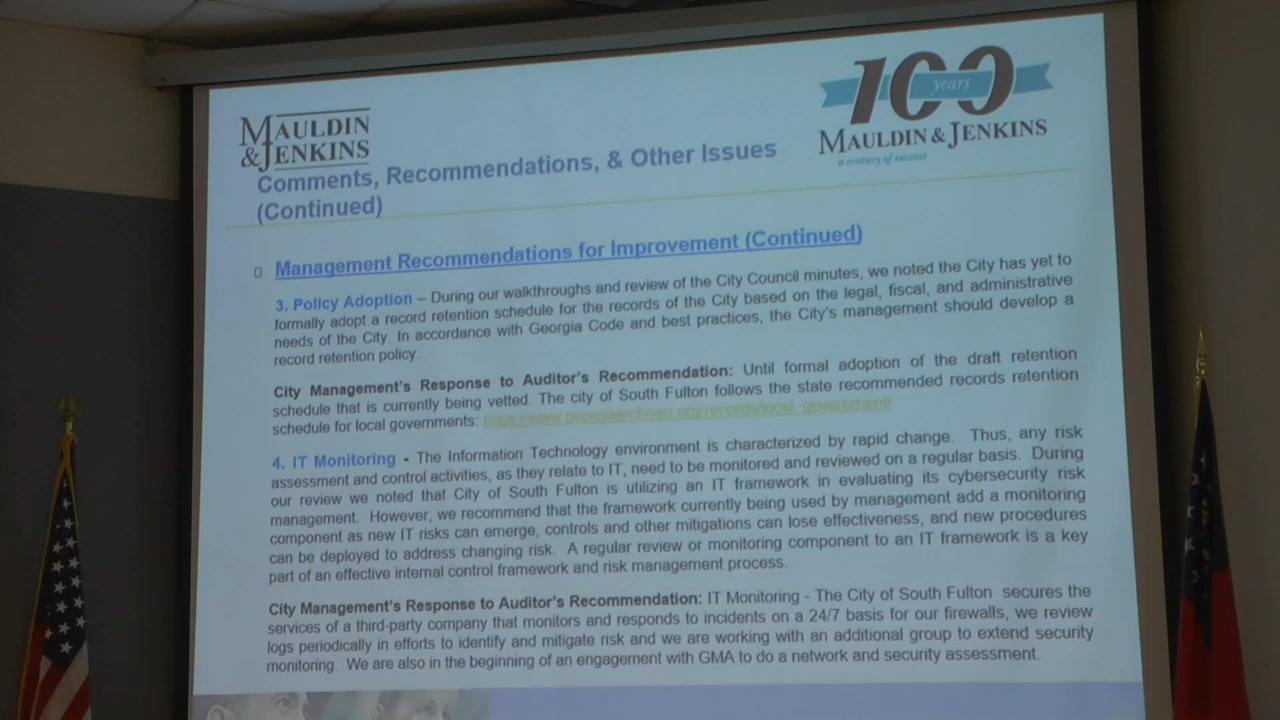 MAULDIN
& JENKINS
100
years
MAULDIN & JENKINS
a century of success
Comments, Recommendations, & Other Issues
(Continued)
Management Recommendations for Improvement (Continued)
3. Policy Adoption – During our walkthroughs and review of the City Council minutes, we noted the City has yet to
formally adopt a record retention schedule for the records of the City based on the legal, fiscal, and administrative
needs of the City. In accordance with Georgia Code and best practices, the City's management should develop a
record retention policy.
City Management's Response to Auditor's Recommendation: Until formal adoption of the draft retention
schedule that is currently being vetted. The city of South Fulton follows the state recommended records retention
schedule for local governments: https://www.georgiaarchives.org/records/local_government/
4. IT Monitoring - The Information Technology environment is characterized by rapid change. Thus, any risk
assessment and control activities, as they relate to IT, need to be monitored and reviewed on a regular basis. During
our review we noted that City of South Fulton is utilizing an IT framework in evaluating its cybersecurity risk
management. However, we recommend that the framework currently being used by management add a monitoring
component as new IT risks can emerge, controls and other mitigations can lose effectiveness, and new procedures
can be deployed to address changing risk. A regular review or monitoring component to an IT framework is a key
part of an effective internal control framework and risk management process.
City Management's Response to Auditor's Recommendation: IT Monitoring - The City of South Fulton secures the
services of a third-party company that monitors and responds to incidents on a 24/7 basis for our firewalls, we review
logs periodically in efforts to identify and mitigate risk and we are working with an additional group to extend security
monitoring. We are also in the beginning of an engagement with GMA to do a network and security assessment.